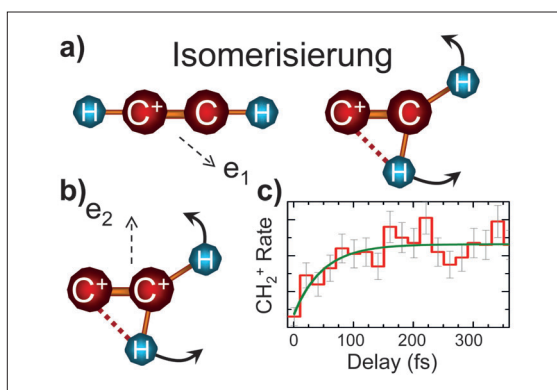 a) Isomerisierung
H C⁺ C H
e₁
C⁺ C H
H
b)
e₂
C⁺ C⁺ H
H
c)
CH₂⁺ Rate
0 100 200 300
Delay (fs)